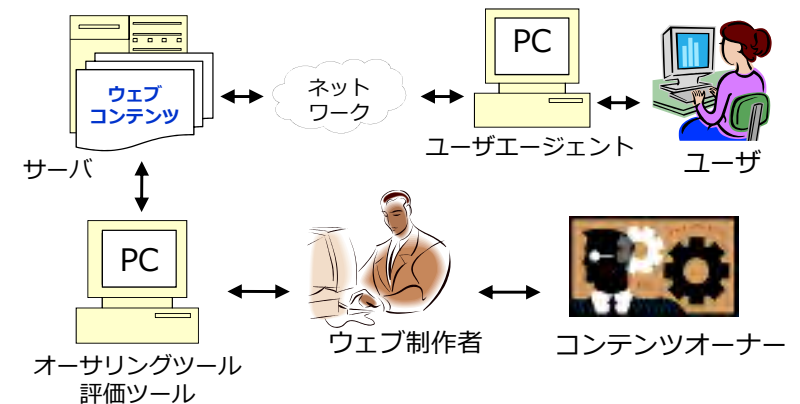 ウェブ
コンテンツ
サーバ
ネット
ワーク
PC
ユーザエージェント
ユーザ
PC
オーサリングツール
評価ツール
ウェブ制作者
コンテンツオーナー